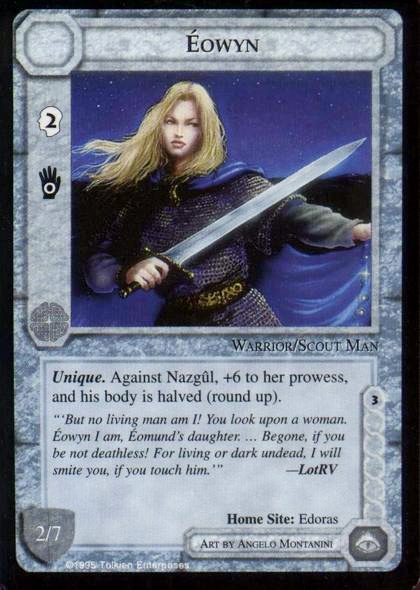 Éowyn
2
0
Warrior/Scout Man
Unique. Against Nazgûl, +6 to her prowess,
and his body is halved (round up).
3
“‘But no living man am I! You look upon a woman.
Éowyn I am, Éomund’s daughter. … Begone, if you
be not deathless! For living or dark undead, I will
smite you, if you touch him.’” —LotRV
Home Site: Edoras
2/7
Art by Angelo Montanini
©1995 Tolkien Enterprises